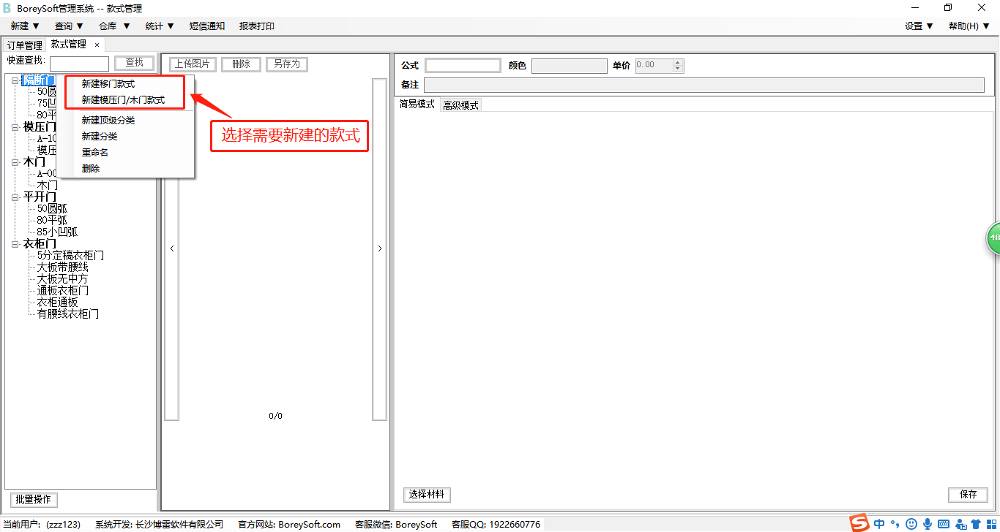 B BoreySoft管理系统 -- 款式管理
新建 ▼ 查询 ▼ 仓库 ▼ 统计 ▼ 短信通知 报表打印 设置 ▼ 帮助(H) ▼
订单管理 款式管理 ×
快速查找: 查找 上传图片 删除 另存为
公式 颜色 单价 0.00
备注
简易模式 高级模式
隔断门
50圆
75凹
80平
模压门
A-10
模压
木门
A-00
木门
平开门
50圆弧
80平弧
85小凹弧
衣柜门
5分定稿衣柜门
大板带腰线
大板无中方
通板衣柜门
衣柜通板
有腰线衣柜门
新建移门款式
新建模压门/木门款式
新建顶级分类
新建分类
重命名
删除
选择需要新建的款式
< >
0/0
48
选择材料 保存
批量操作
当前用户: (zzz123) 系统开发: 长沙博雷软件有限公司 官方网站: BoreySoft.com 客服微信: BoreySoft 客服QQ: 1922660776
S 中 °,
12